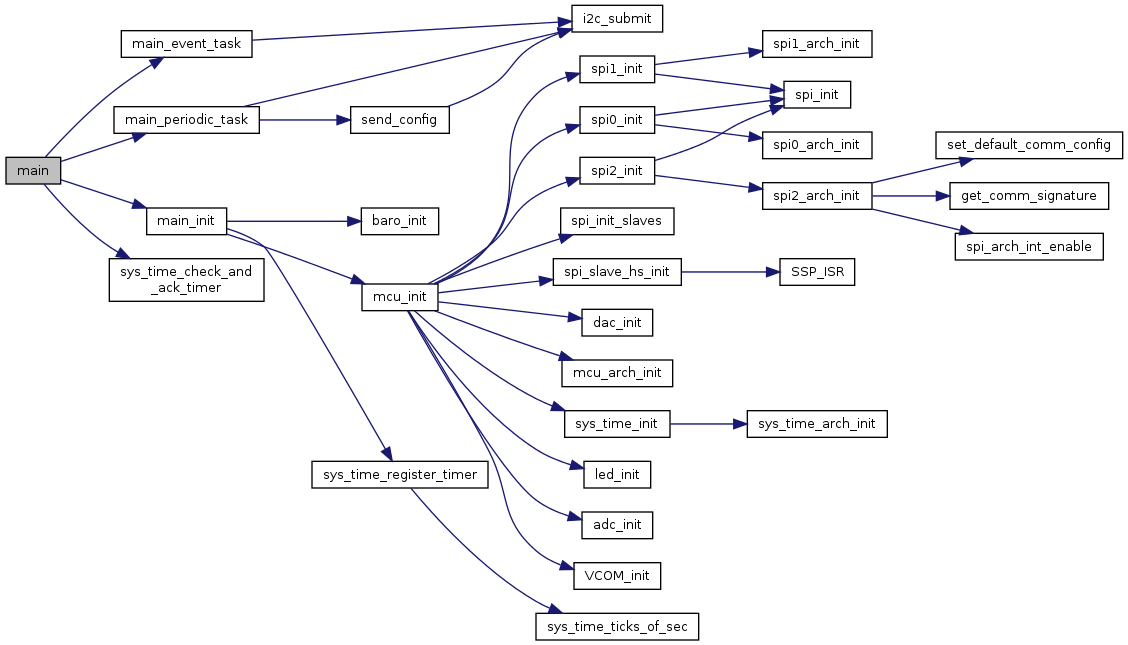 main
main_event_task
main_periodic_task
main_init
sys_time_check_and
_ack_timer
send_config
baro_init
mcu_init
sys_time_register_timer
i2c_submit
spi1_init
spi0_init
spi2_init
spi_init_slaves
spi_slave_hs_init
dac_init
mcu_arch_init
sys_time_init
led_init
adc_init
VCOM_init
sys_time_ticks_of_sec
spi1_arch_init
spi_init
spi0_arch_init
spi2_arch_init
SSP_ISR
sys_time_arch_init
set_default_comm_config
get_comm_signature
spi_arch_int_enable